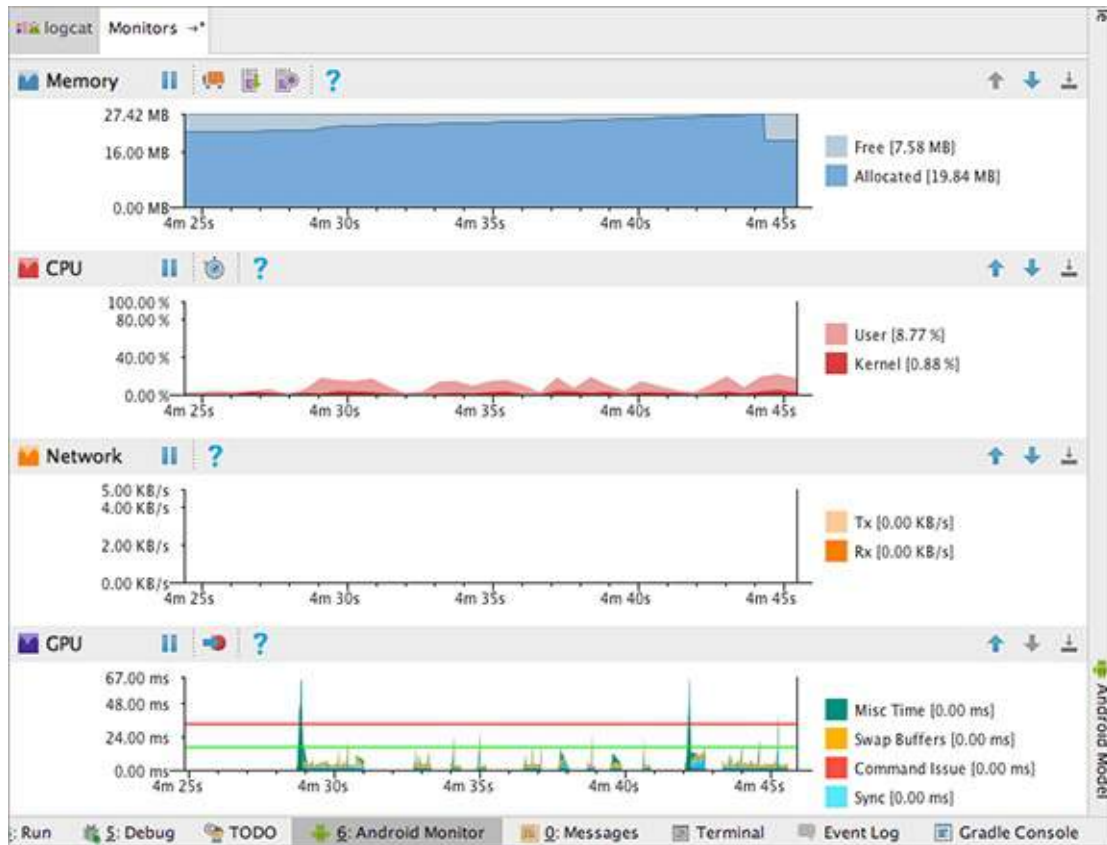 logcat Monitors →*
le
Memory ?
27.42 MB
16.00 MB
0.00 MB
Free [7.58 MB]
Allocated [19.84 MB]
4m 25s 4m 30s 4m 35s 4m 40s 4m 45s
CPU ?
100.00 %
80.00 %
40.00 %
0.00 %
User [8.77 %]
Kernel [0.88 %]
4m 25s 4m 30s 4m 35s 4m 40s 4m 45s
Network ?
5.00 KB/s
4.00 KB/s
2.00 KB/s
0.00 KB/s
Tx [0.00 KB/s]
Rx [0.00 KB/s]
4m 25s 4m 30s 4m 35s 4m 40s 4m 45s
GPU ?
67.00 ms
48.00 ms
24.00 ms
0.00 ms
Misc Time [0.00 ms]
Swap Buffers [0.00 ms]
Command Issue [0.00 ms]
Sync [0.00 ms]
4m 25s 4m 30s 4m 35s 4m 40s 4m 45s
Android Model
: Run 5: Debug TODO 6: Android Monitor 0: Messages Terminal Event Log Gradle Console